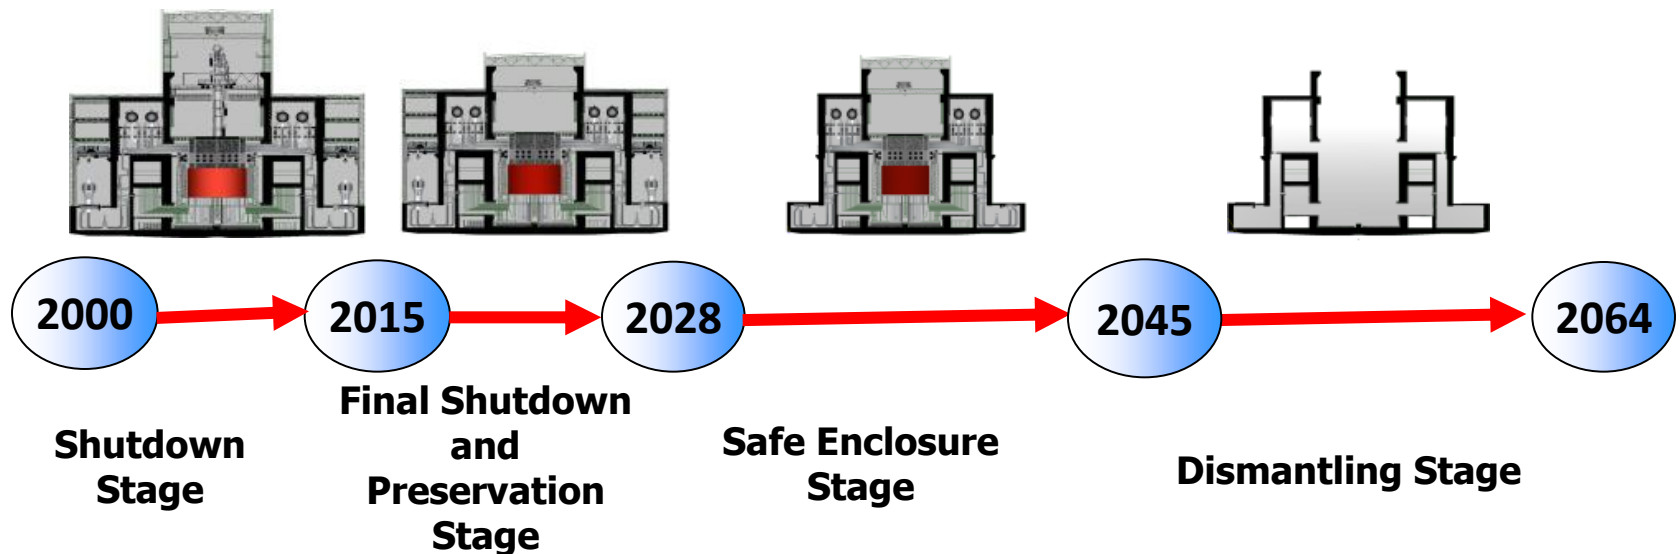 2000
2015
2028
2045
2064
Shutdown
Stage
Final Shutdown
and
Preservation
Stage
Safe Enclosure
Stage
Dismantling Stage